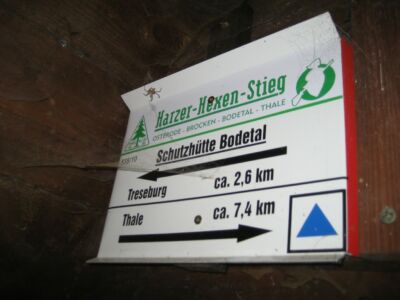 Harzer-Hexen-Stieg
OSTERODE - BROCKEN - BODETAL - THALE
Schutzhütte Bodetal
Treseburg ca. 2,6 km
Thale ca. 7,4 km